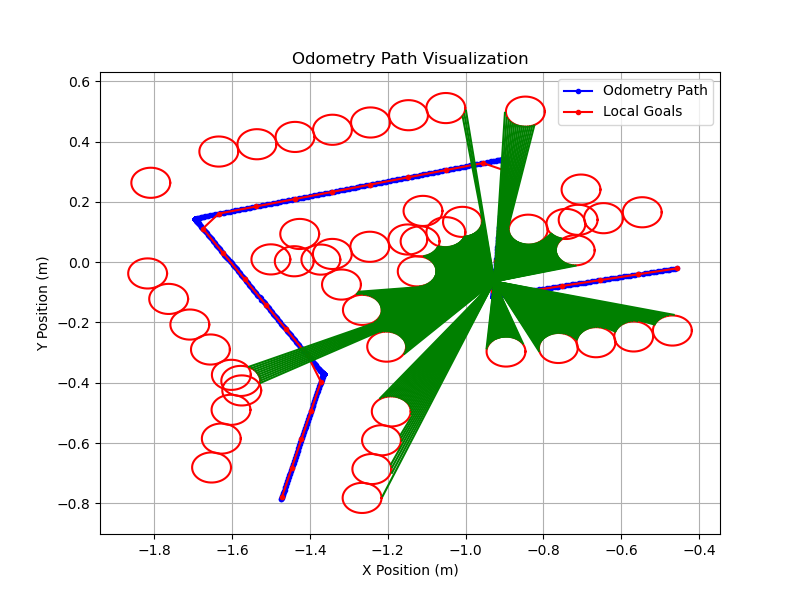 Odometry Path Visualization
Odometry Path
Local Goals
Y Position (m)
0.6
0.4
0.2
0.0
−0.2
−0.4
−0.6
−0.8
−1.8 −1.6 −1.4 −1.2 −1.0 −0.8 −0.6 −0.4
X Position (m)